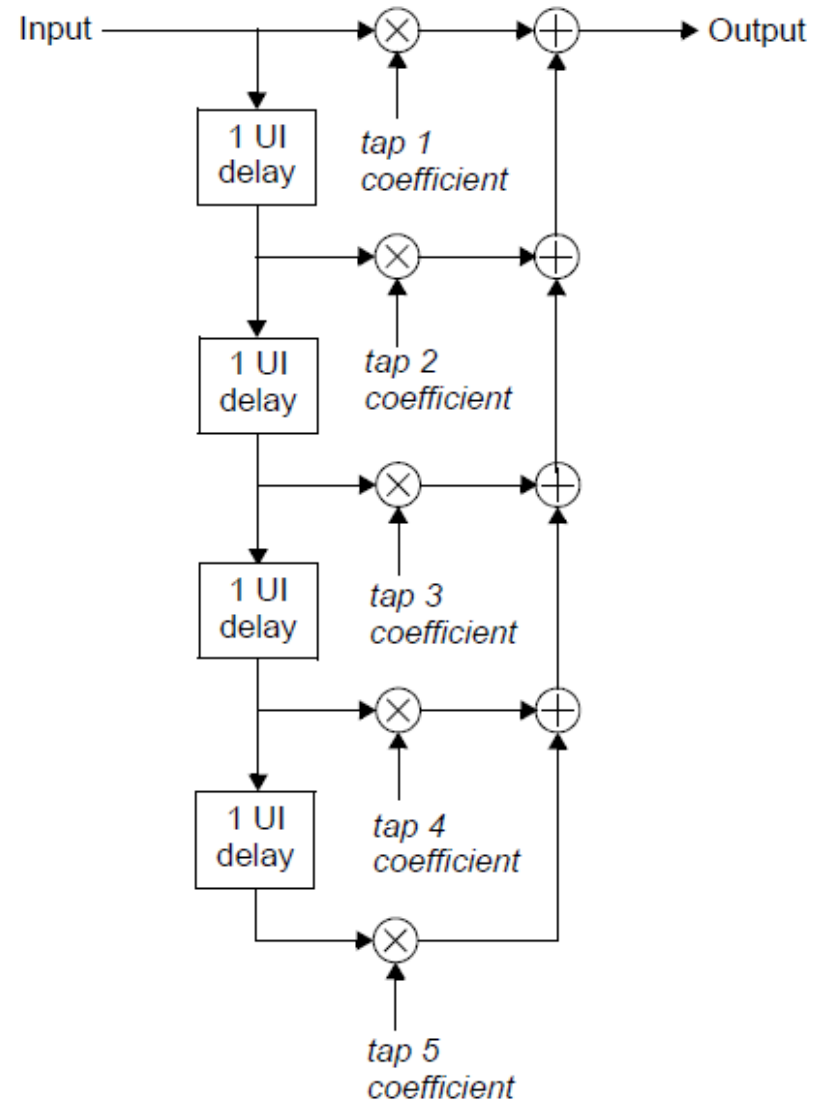 Input
Output
1 UI
delay
tap 1
coefficient
1 UI
delay
tap 2
coefficient
1 UI
delay
tap 3
coefficient
1 UI
delay
tap 4
coefficient
tap 5
coefficient